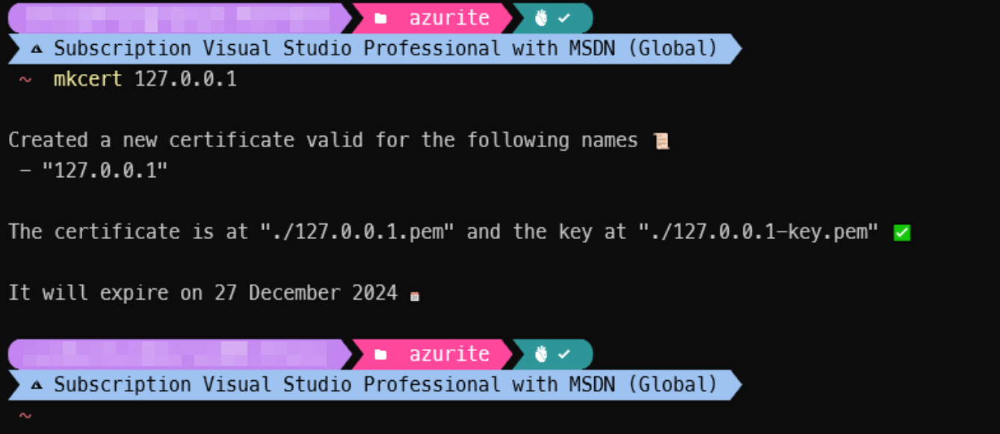 azurite
Subscription Visual Studio Professional with MSDN (Global)
~ mkcert 127.0.0.1
Created a new certificate valid for the following names 📜
- "127.0.0.1"
The certificate is at "./127.0.0.1.pem" and the key at "./127.0.0.1-key.pem" ✅
It will expire on 27 December 2024 🗓
azurite
Subscription Visual Studio Professional with MSDN (Global)
~